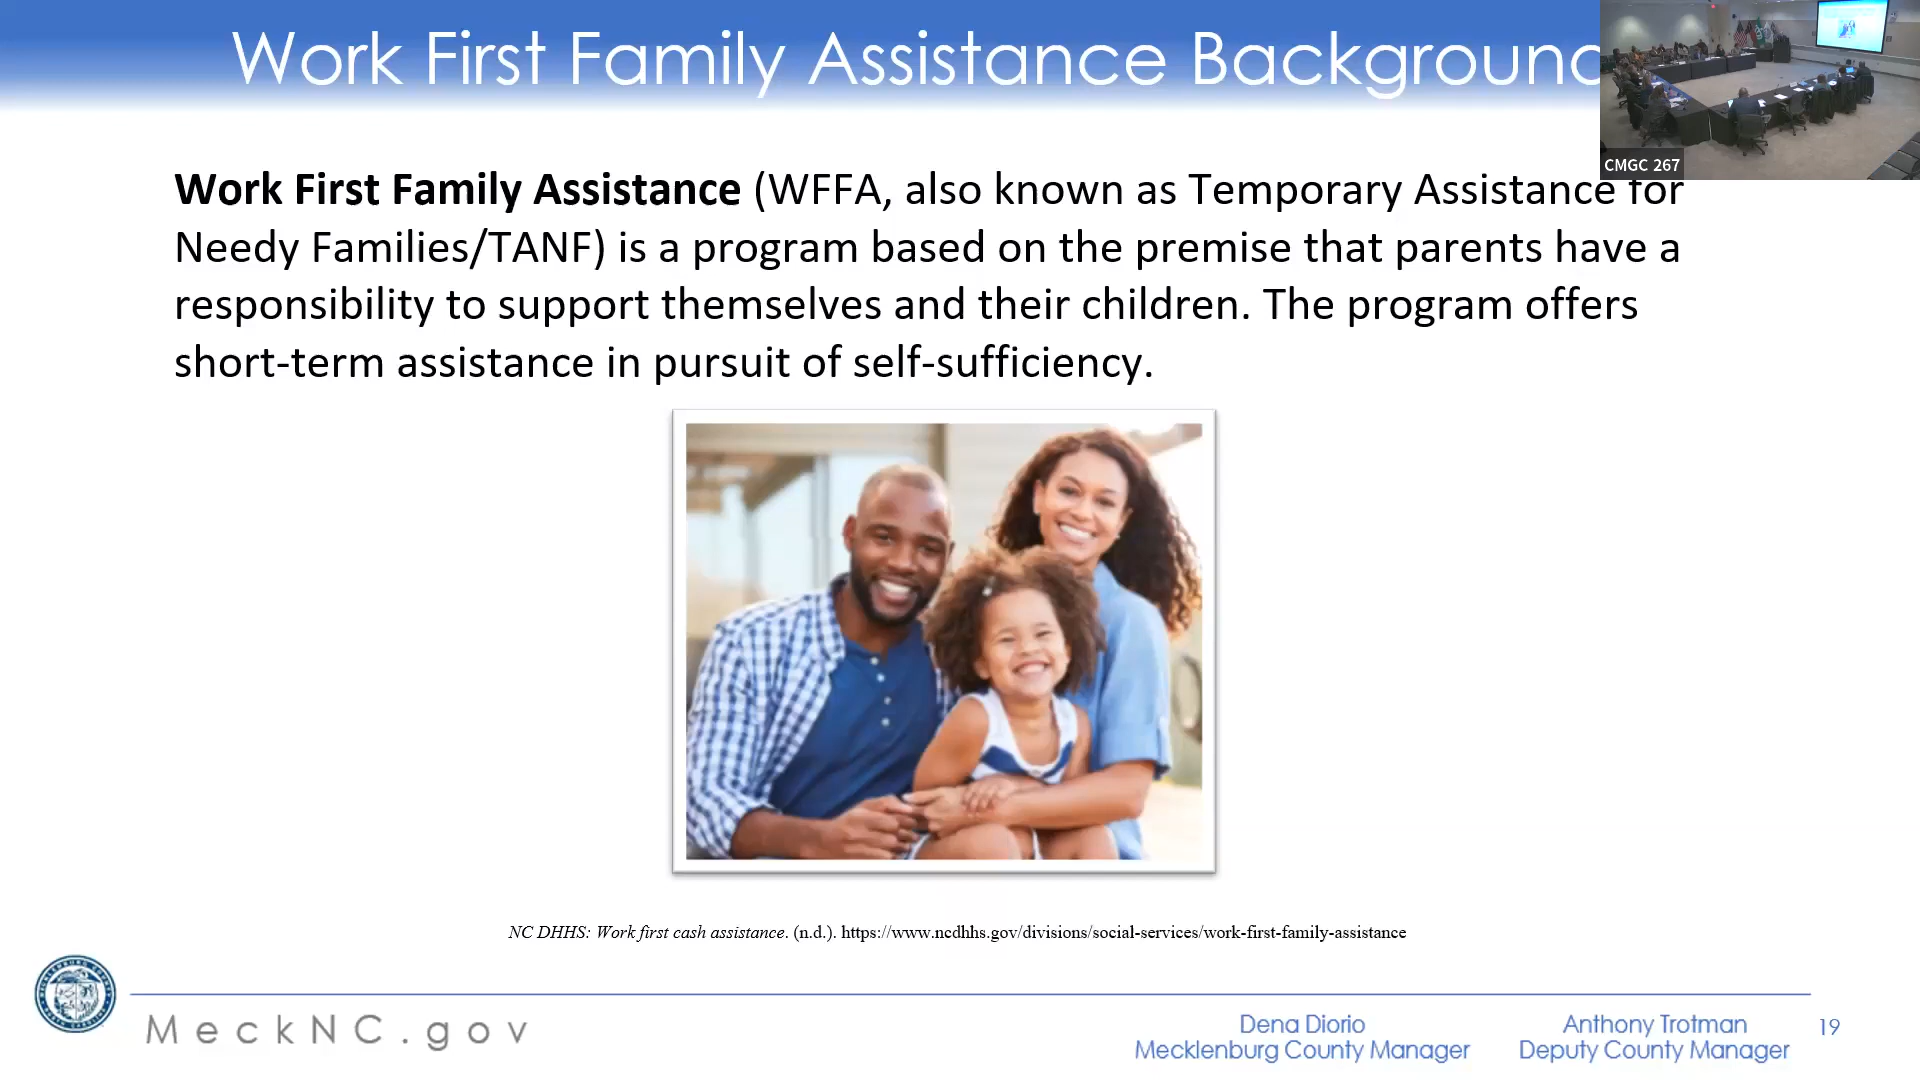 Work First Family Assistance Background
CMGC 267
Work First Family Assistance (WFFA, also known as Temporary Assistance for
Needy Families/TANF) is a program based on the premise that parents have a
responsibility to support themselves and their children. The program offers
short-term assistance in pursuit of self-sufficiency.
NC DHHS: Work first cash assistance. (n.d.). https://www.ncdhhs.gov/divisions/social-services/work-first-family-assistance
MeckNC.gov
Dena Diorio
Mecklenburg County Manager
Anthony Trotman
Deputy County Manager
19